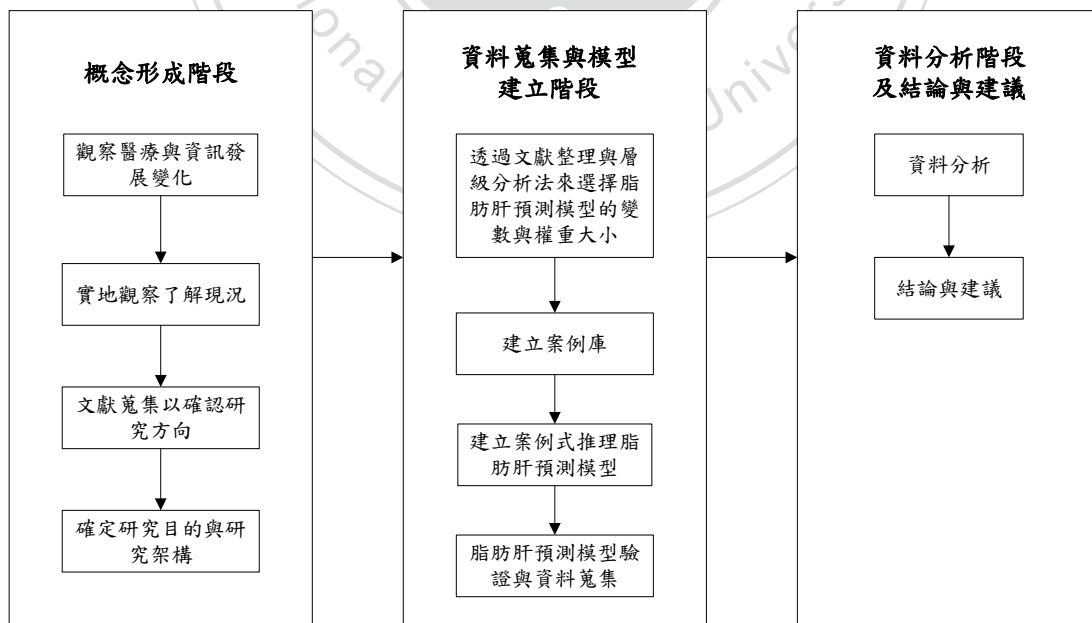 概念形成階段
觀察醫療與資訊發
展變化
實地觀察了解現況
文獻蒐集以確認研
究方向
確定研究目的與研
究架構
資料蒐集與模型
建立階段
透過文獻整理與層
級分析法來選擇脂
肪肝預測模型的變
數與權重大小
建立案例庫
建立案例式推理脂
肪肝預測模型
脂肪肝預測模型驗
證與資料蒐集
資料分析階段
及結論與建議
資料分析
結論與建議